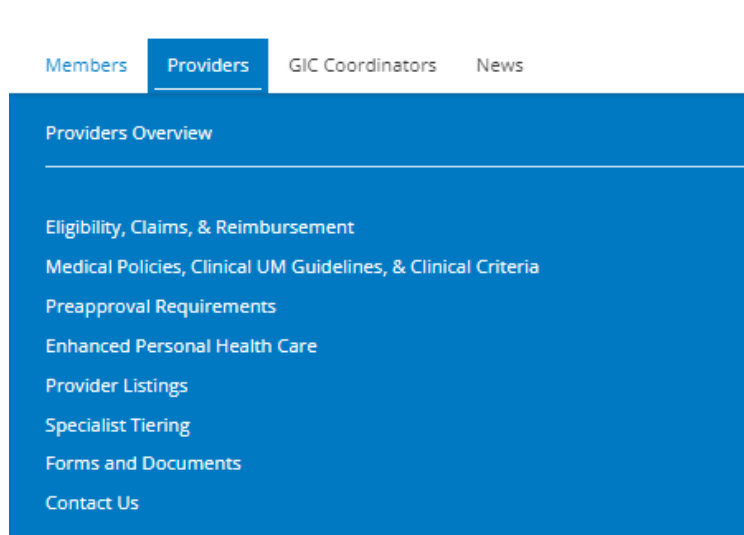 Members Providers GIC Coordinators News
Providers Overview
Eligibility, Claims, & Reimbursement
Medical Policies, Clinical UM Guidelines, & Clinical Criteria
Preapproval Requirements
Enhanced Personal Health Care
Provider Listings
Specialist Tiering
Forms and Documents
Contact Us